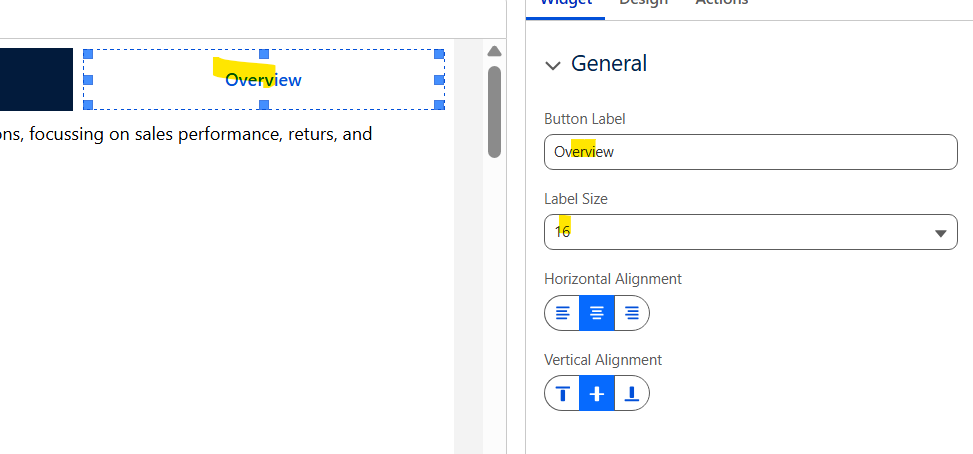 Widget Design Actions
Overview
ons, focussing on sales performance, returs, and
General
Button Label
Overview
Label Size
16
Horizontal Alignment
Vertical Alignment